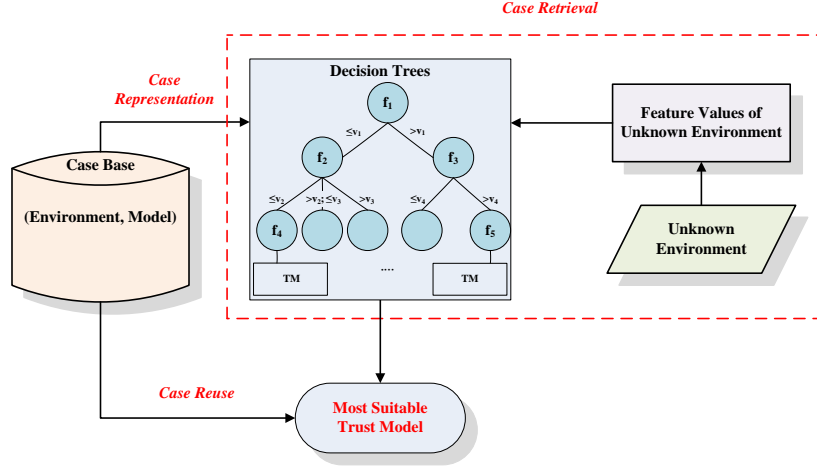 Case Retrieval
Case
Representation
Decision Trees
f1
≤v1
>v1
f2
f3
≤v2
>v2; ≤v3
>v3
≤v4
>v4
f4
f5
TM
....
TM
Feature Values of
Unknown Environment
Unknown
Environment
Case Base
(Environment, Model)
Case Reuse
Most Suitable
Trust Model